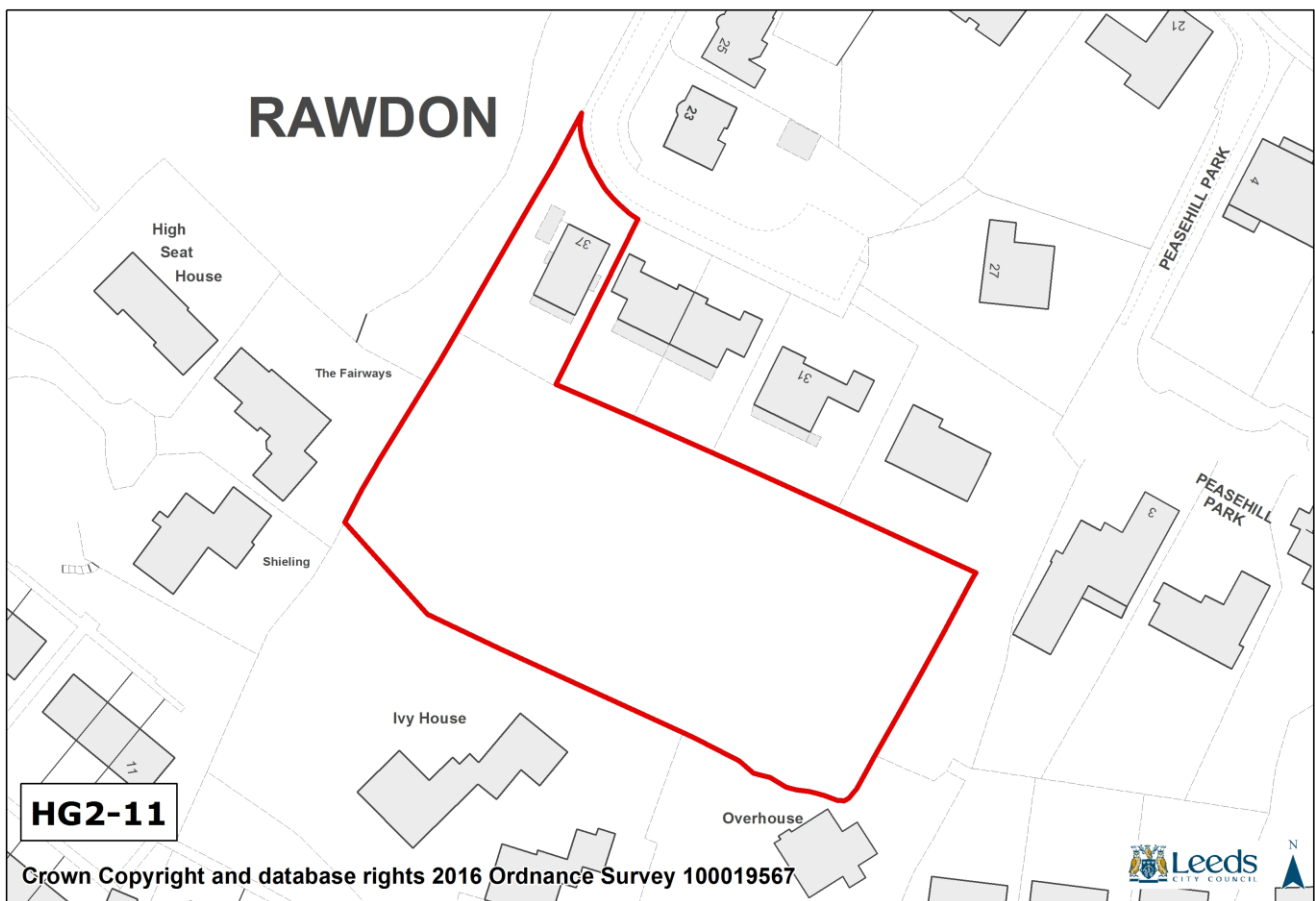 25
21
RAWDON
23
4
PEASEHILL PARK
High
Seat
House
37
27
The Fairways
31
PEASEHILL
PARK
3
Shieling
Ivy House
11
HG2-11
Overhouse
Crown Copyright and database rights 2016 Ordnance Survey 100019567
Leeds
CITY COUNCIL
N